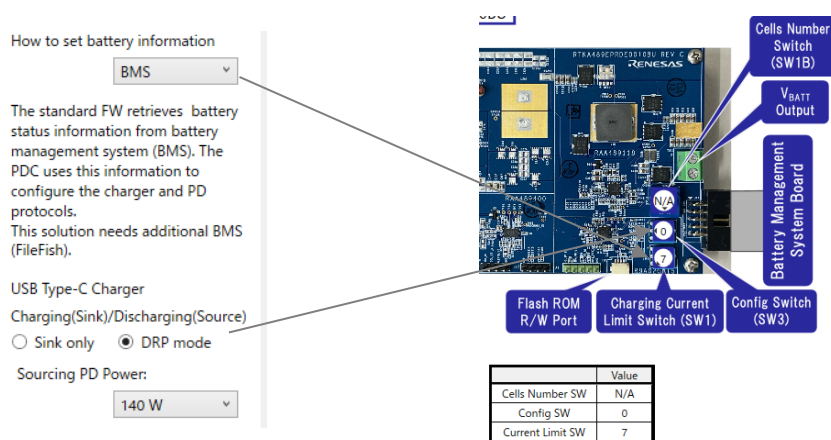 How to set battery information
BMS
The standard FW retrieves battery
status information from battery
management system (BMS). The
PDC uses this information to
configure the charger and PD
protocols.
This solution needs additional BMS
(FileFish).
USB Type-C Charger
Charging(Sink)/Discharging(Source)
Sink only
DRP mode
Sourcing PD Power:
140 W
RTKA489EPRDE0010BU REV C
RENESAS
Cells Number
Switch
(SW1B)
VBATT
Output
Battery Management
System Board
RAA489118
RAA489400
N/A
0
7
Flash ROM
R/W Port
Charging Current
Limit Switch (SW1)
Config Switch
(SW3)
Value
Cells Number SW N/A
Config SW 0
Current Limit SW 7